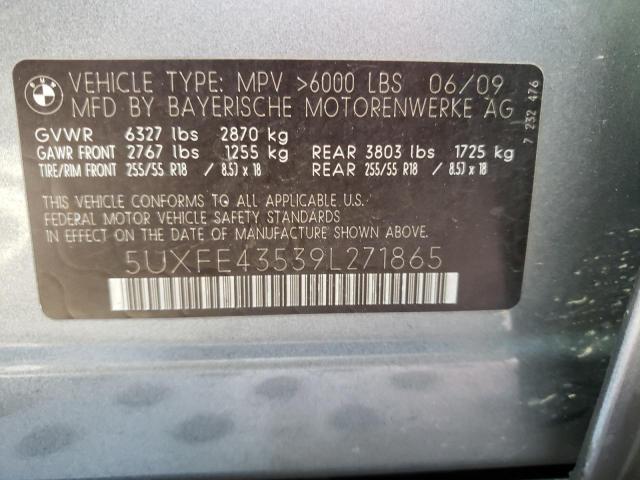 BMW
VEHICLE TYPE: MPV >6000 LBS 06/09
MFD BY BAYERISCHE MOTORENWERKE AG
GVWR 6327 lbs 2870 kg
GAWR FRONT 2767 lbs 1255 kg REAR 3803 lbs 1725 kg
TIRE/RIM FRONT 255/55 R18 / 8.5J x 18 REAR 255/55 R18 / 8.5J x 18
THIS VEHICLE CONFORMS TO ALL APPLICABLE U.S.
FEDERAL MOTOR VEHICLE SAFETY STANDARDS
IN EFFECT ON THE DATE OF MANUFACTURE SHOWN ABOVE.
5UXFE43539L271865
7 232 476